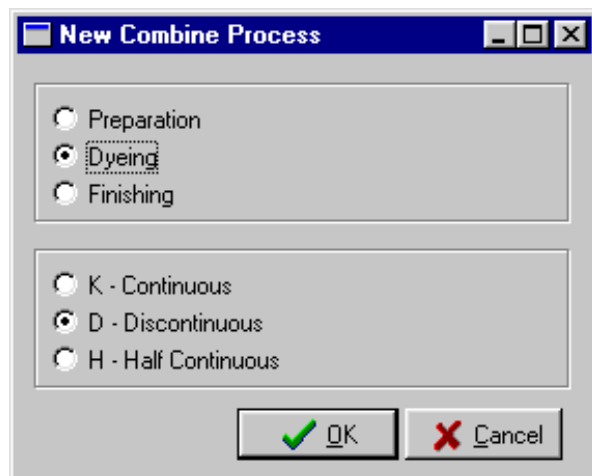 New Combine Process
Preparation
Dyeing
Finishing
K - Continuous
D - Discontinuous
H - Half Continuous
OK Cancel